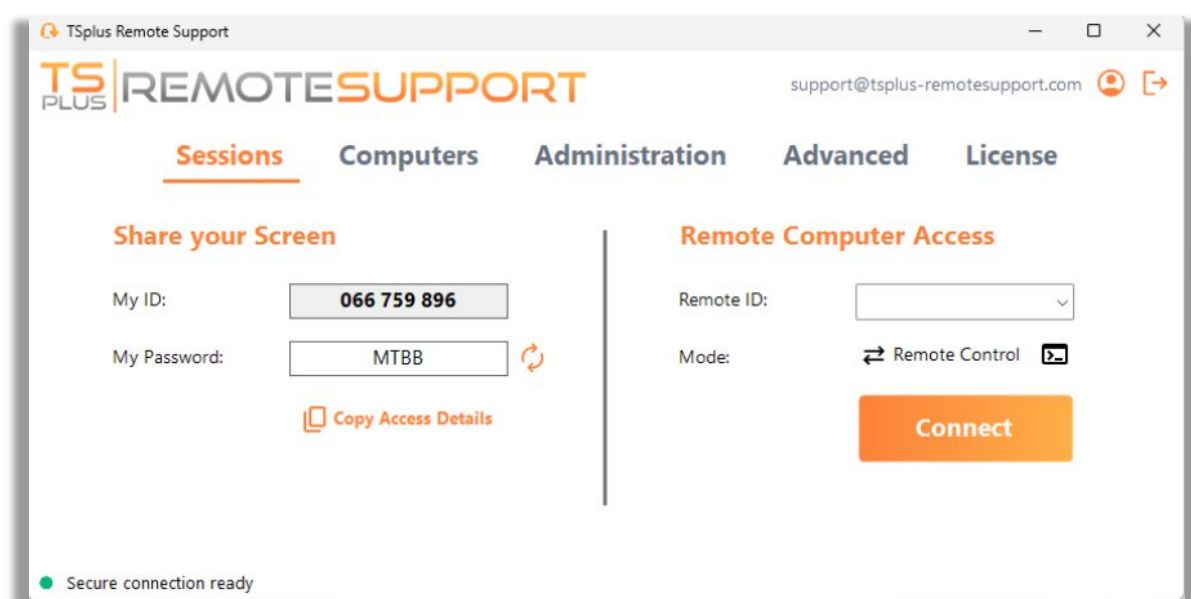 TSplus Remote Support
TS PLUS REMOTESUPPORT
support@tsplus-remotesupport.com
Sessions Computers Administration Advanced License
Share your Screen
My ID: 066 759 896
My Password: MTBB
Copy Access Details
Remote Computer Access
Remote ID:
Mode: Remote Control
Connect
Secure connection ready